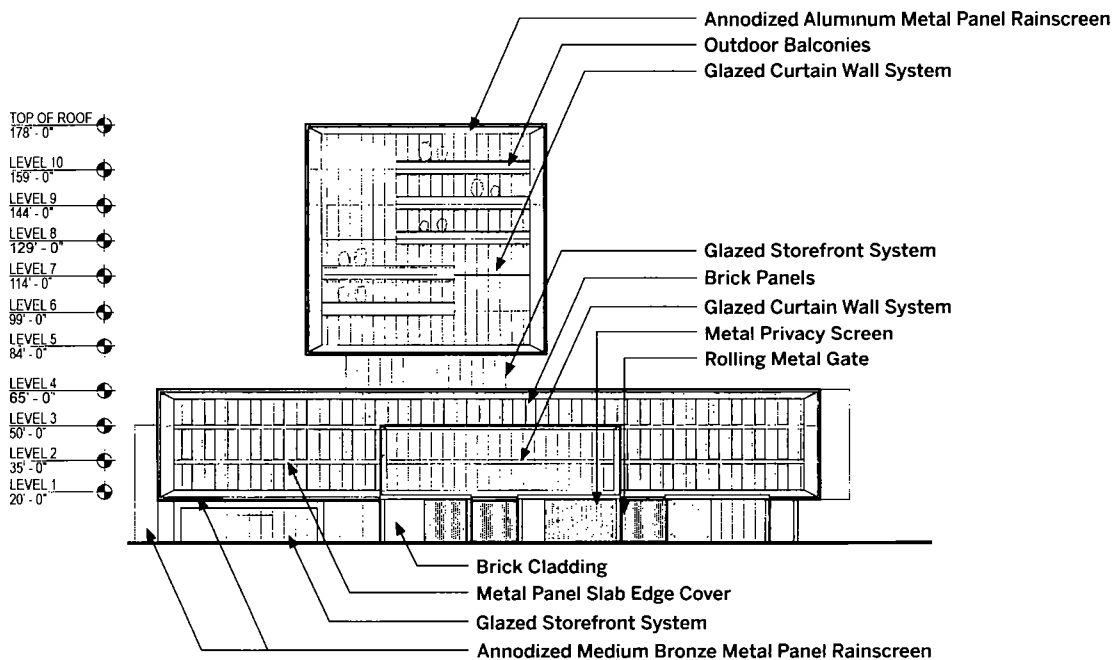 Annodized Aluminum Metal Panel Rainscreen
Outdoor Balconies
Glazed Curtain Wall System
TOP OF ROOF
178' - 0"
LEVEL 10
159' - 0"
LEVEL 9
144' - 0"
LEVEL 8
129' - 0"
LEVEL 7
114' - 0"
LEVEL 6
99' - 0"
LEVEL 5
84' - 0"
LEVEL 4
65' - 0"
LEVEL 3
50' - 0
LEVEL 2
35' - 0"
LEVEL 1
20' - 0"
Glazed Storefront System
Brick Panels
Glazed Curtain Wall System
Metal Privacy Screen
Rolling Metal Gate
Brick Cladding
Metal Panel Slab Edge Cover
Glazed Storefront System
Annodized Medium Bronze Metal Panel Rainscreen